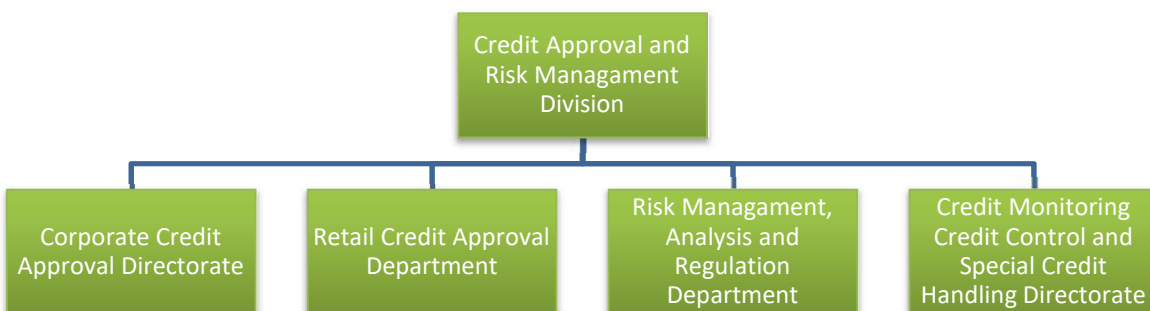 Credit Approval and
Risk Managament
Division
Corporate Credit
Approval Directorate
Retail Credit Approval
Department
Risk Managament,
Analysis and
Regulation
Department
Credit Monitoring
Credit Control and
Special Credit
Handling Directorate